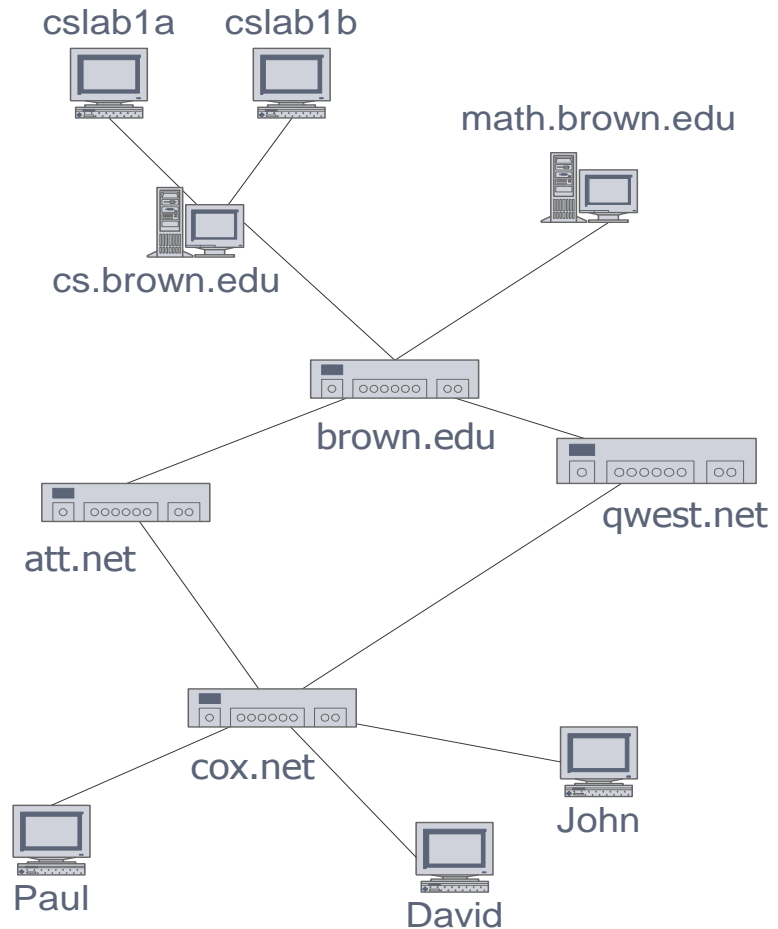 cslab1a
cslab1b
math.brown.edu
cs.brown.edu
brown.edu
qwest.net
att.net
cox.net
John
Paul
David